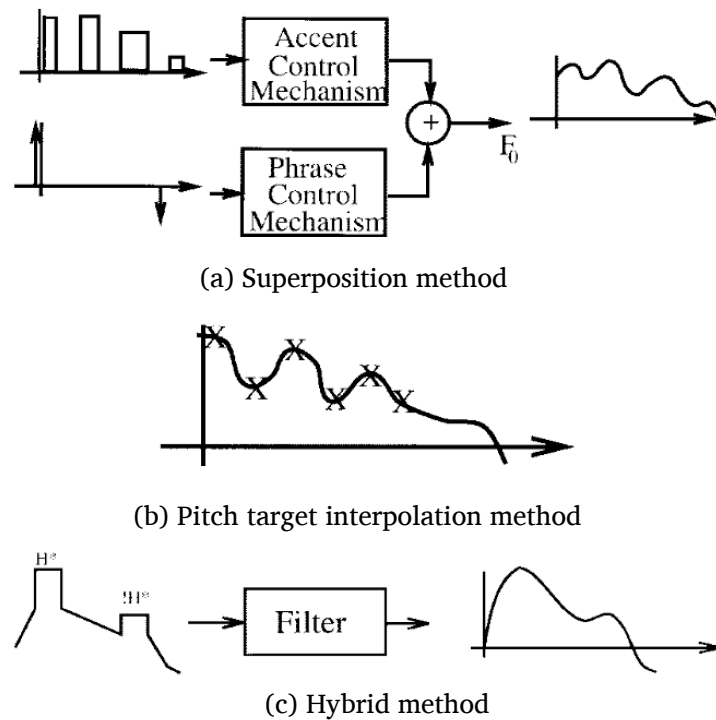 Accent
Control
Mechanism
+
F₀
Phrase
Control
Mechanism
(a) Superposition method
X X X X X X
(b) Pitch target interpolation method
H*
!H*
Filter
(c) Hybrid method